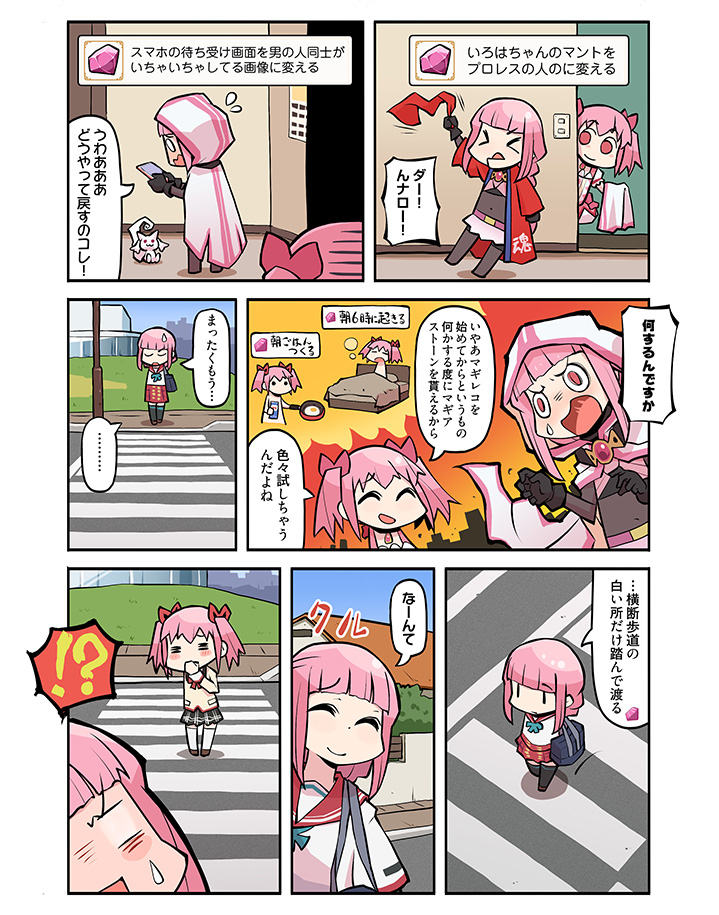 いろはちゃんのマントを
プロレスの人のに変える
ダー!
んナロー!
魂
スマホの待ち受け画面を男の人同士が
いちゃいちゃしてる画像に変える
うわあああ
どうやって戻すのコレ!
何するんですか
いやあマギレコを
始めてからというもの
何かする度にマギア
ストーンを貰えるから
朝6時に起きる
朝ごはん
つくる
色々試しちゃう
んだよね
まったくもう…
………
…横断歩道の
白い所だけ踏んで渡る
なーんて
クル
!?